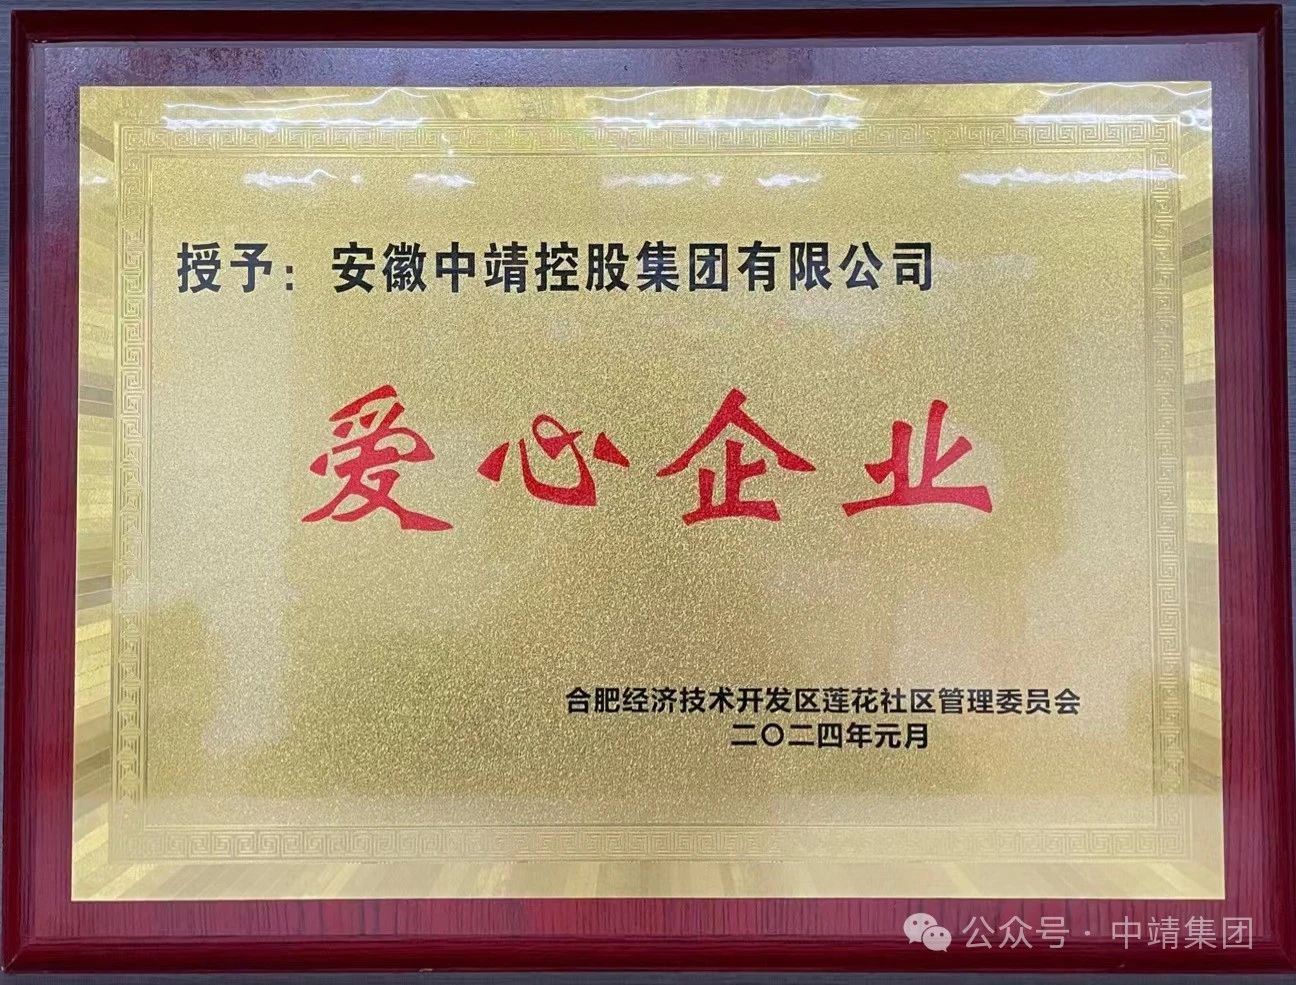 授予：安徽中靖控股集团有限公司
爱心企业
合肥经济技术开发区莲花社区管理委员会
二〇二四年元月
公众号·中靖集团